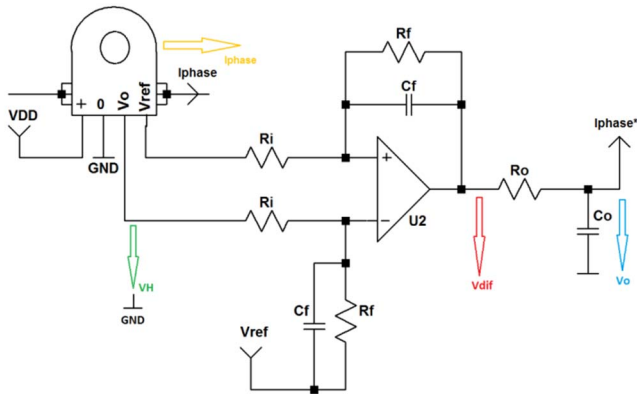 Iphase
Iphase
VDD
+ 0 Vo Vref
GND
Rf
Cf
Ri
+
Iphase*
Ro
Ri
−
U2
Co
VH
GND
Cf
Rf
Vdif
Vo
Vref